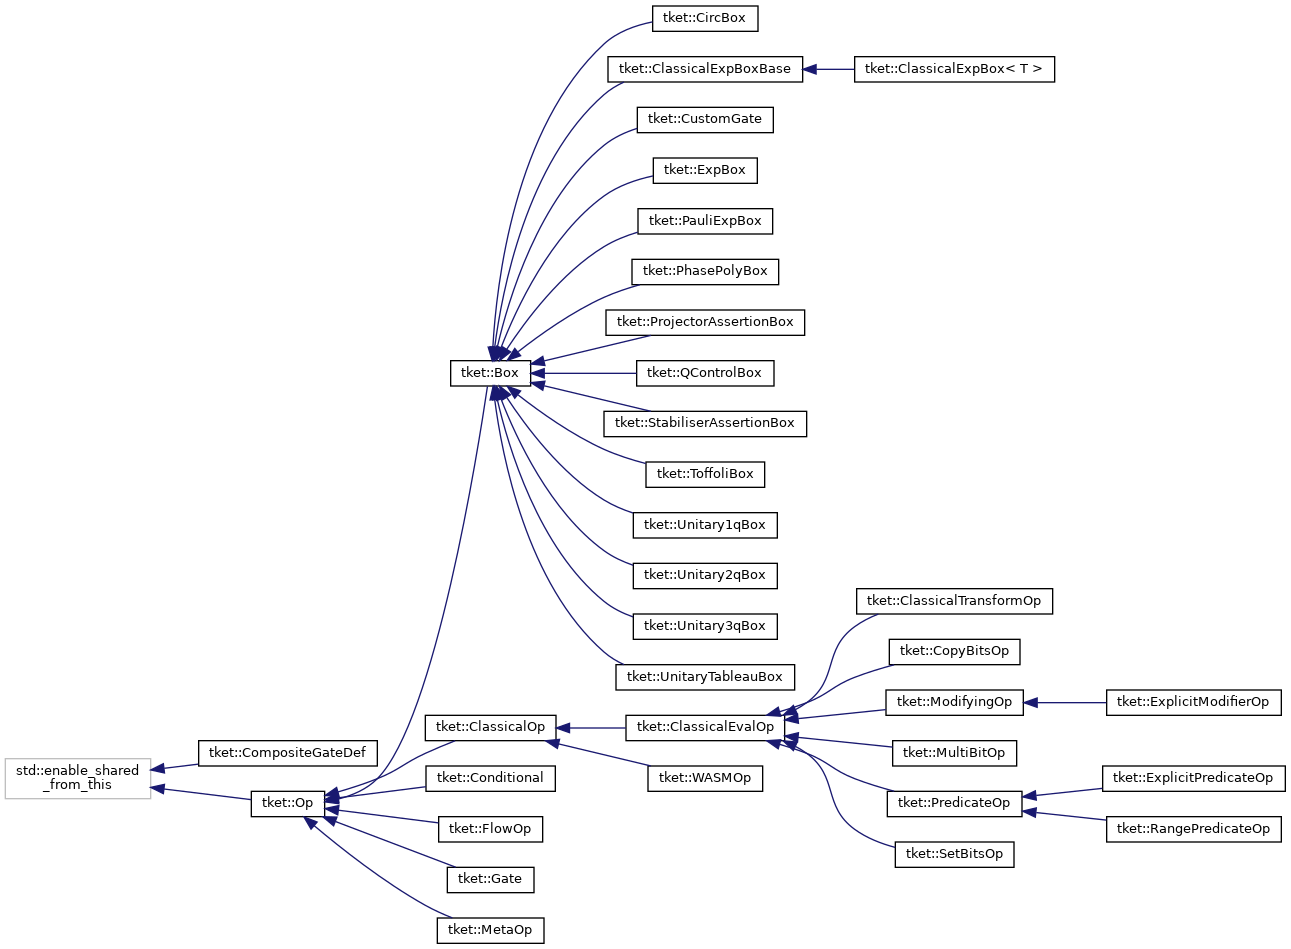 tket::CircBox
tket::ClassicalExpBoxBase
tket::ClassicalExpBox< T >
tket::CustomGate
tket::ExpBox
tket::PauliExpBox
tket::PhasePolyBox
tket::ProjectorAssertionBox
tket::Box
tket::QControlBox
tket::StabiliserAssertionBox
tket::ToffoliBox
tket::Unitary1qBox
tket::Unitary2qBox
tket::Unitary3qBox
tket::UnitaryTableauBox
tket::ClassicalTransformOp
tket::CopyBitsOp
tket::ModifyingOp
tket::ExplicitModifierOp
tket::ClassicalOp
tket::ClassicalEvalOp
tket::MultiBitOp
tket::CompositeGateDef
std::enable_shared
_from_this
tket::Op
tket::Conditional
tket::WASMOp
tket::PredicateOp
tket::ExplicitPredicateOp
tket::RangePredicateOp
tket::FlowOp
tket::SetBitsOp
tket::Gate
tket::MetaOp